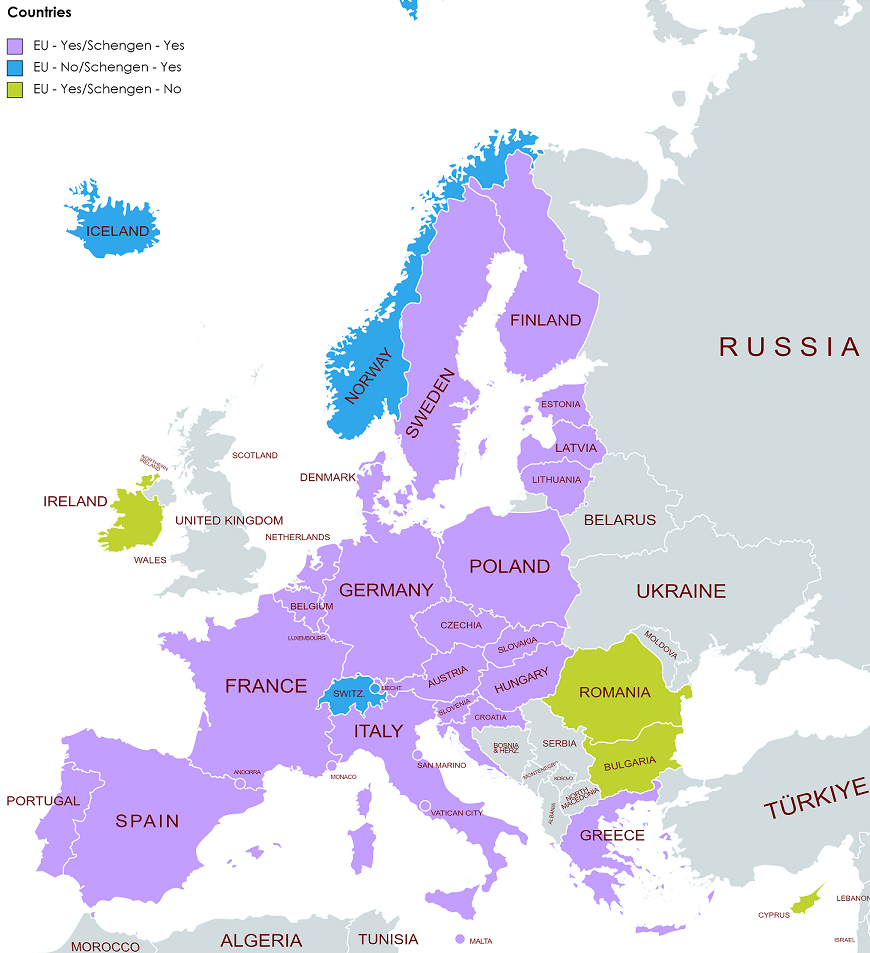 Countries
EU - Yes/Schengen - Yes
EU - No/Schengen - Yes
EU - Yes/Schengen - No
ICELAND
RUSSIA
FINLAND
NORWAY
SWEDEN
ESTONIA
LATVIA
LITHUANIA
SCOTLAND
NORTHERN
IRELAND
DENMARK
IRELAND
UNITED KINGDOM
BELARUS
NETHERLANDS
WALES
POLAND
GERMANY
UKRAINE
BELGIUM
CZECHIA
LUXEMBOURG
SLOVAKIA
MOLDOVA
AUSTRIA
HUNGARY
FRANCE
SWITZ.
LIECHT.
ROMANIA
SLOVENIA
CROATIA
ITALY
BOSNIA
& HERZ.
SERBIA
SAN MARINO
BULGARIA
ANDORRA
MONACO
MONTENEGRO
KOSOVO
PORTUGAL
SPAIN
VATICAN CITY
NORTH
MACEDONIA
ALBANIA
TÜRKIYE
GREECE
CYPRUS
LEBANON
MOROCCO
ALGERIA
TUNISIA
MALTA
ISRAEL